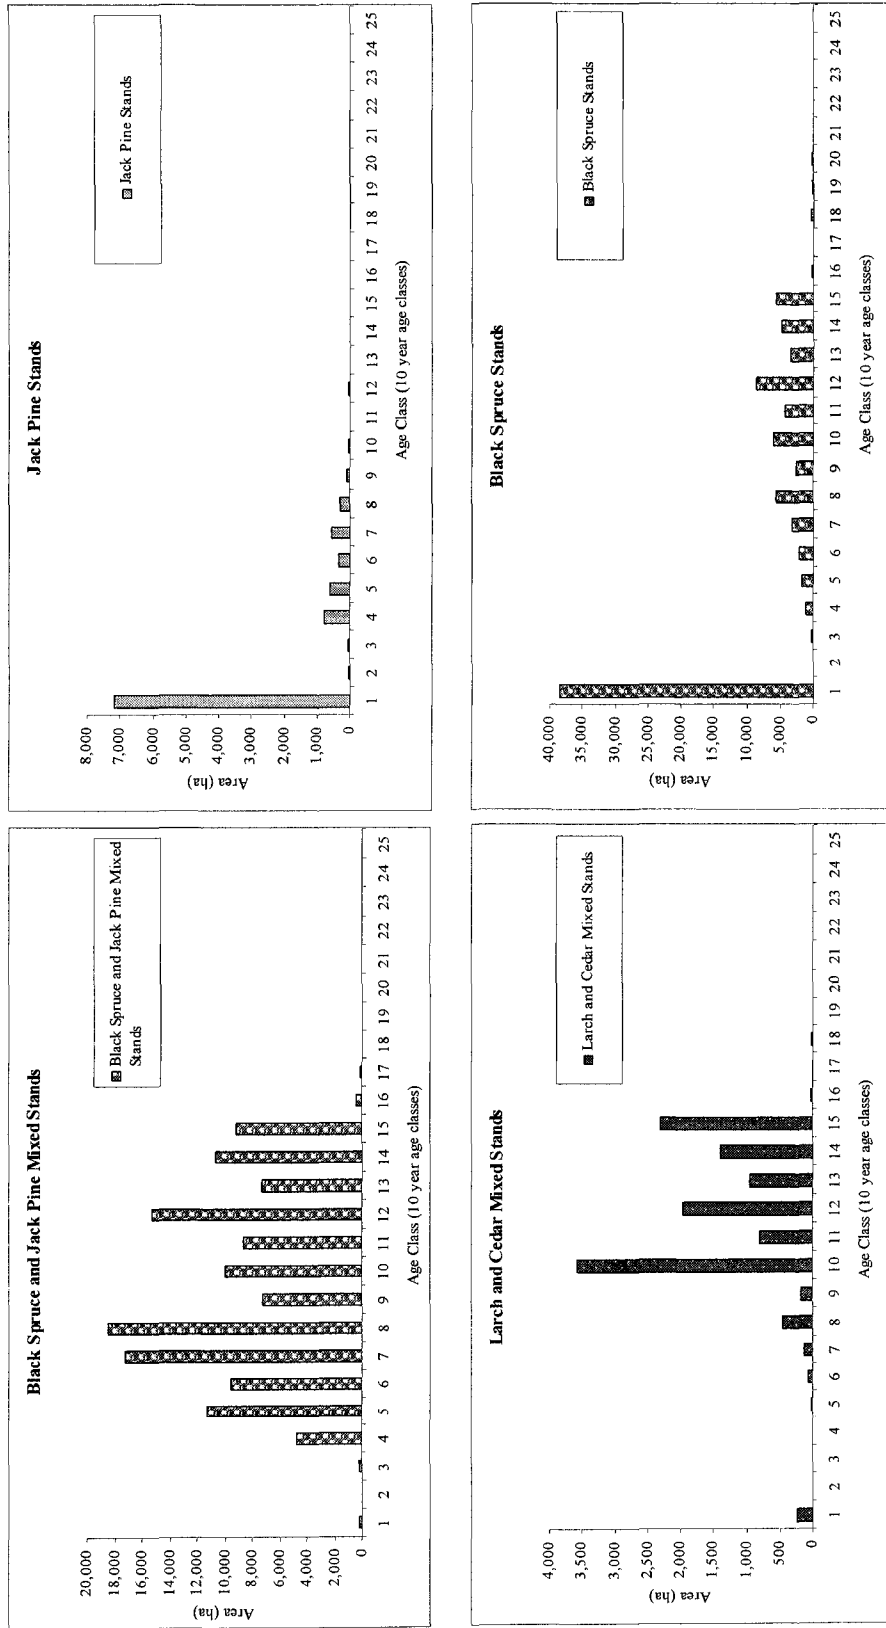 Black Spruce and Jack Pine Mixed Stands
20,000
18,000
16,000
14,000
12,000
10,000
8,000
6,000
4,000
2,000
0
Area (ha)
Black Spruce and Jack Pine Mixed
Stands
1 2 3 4 5 6 7 8 9 10 11 12 13 14 15 16 17 18 19 20 21 22 23 24 25
Age Class (10 year age classes)
Jack Pine Stands
8,000
7,000
6,000
5,000
4,000
3,000
2,000
1,000
0
Area (ha)
Jack Pine Stands
1 2 3 4 5 6 7 8 9 10 11 12 13 14 15 16 17 18 19 20 21 22 23 24 25
Age Class (10 year age classes)
Larch and Cedar Mixed Stands
4,000
3,500
3,000
2,500
2,000
1,500
1,000
500
0
Area (ha)
Larch and Cedar Mixed Stands
1 2 3 4 5 6 7 8 9 10 11 12 13 14 15 16 17 18 19 20 21 22 23 24 25
Age Class (10 year age classes)
Black Spruce Stands
40,000
35,000
30,000
25,000
20,000
15,000
10,000
5,000
0
Area (ha)
Black Spruce Stands
1 2 3 4 5 6 7 8 9 10 11 12 13 14 15 16 17 18 19 20 21 22 23 24 25
Age Class (10 year age classes)